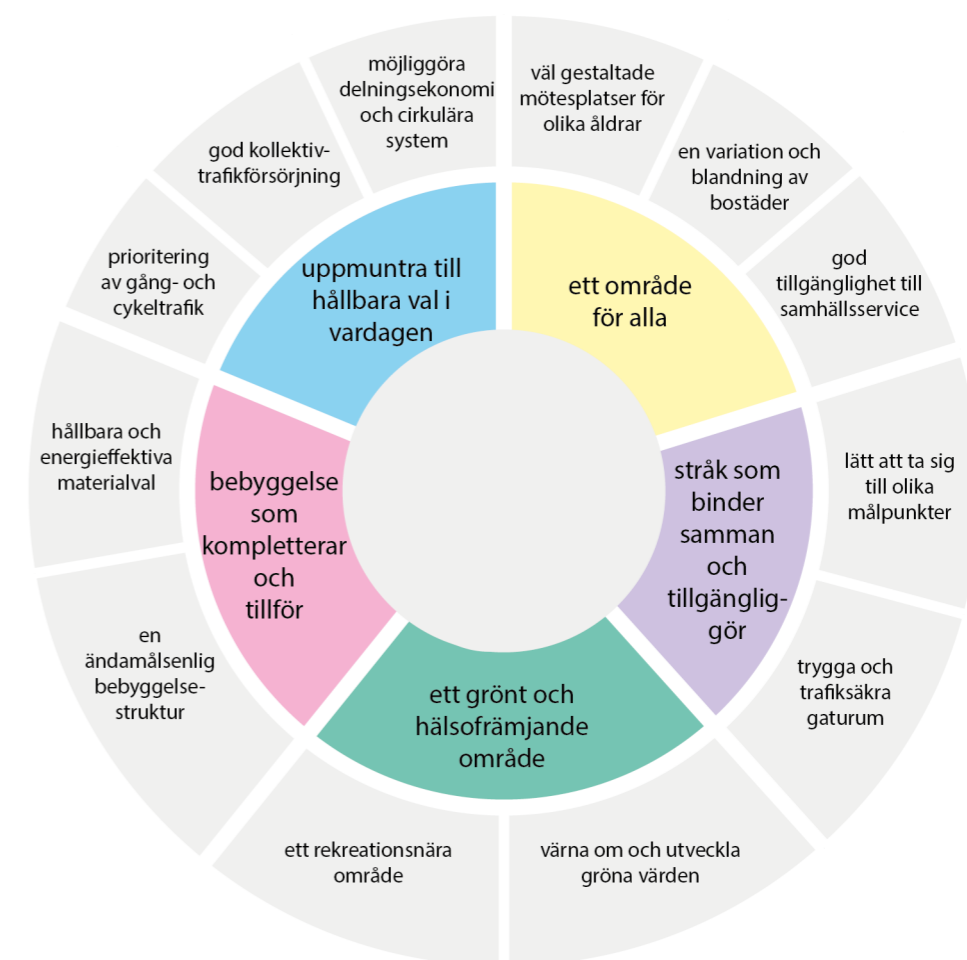 möjliggöra
delningsekonomi
och cirkulära
system
väl gestaltade
mötesplatser för
olika åldrar
en variation och
blandning av
bostäder
god
tillgänglighet till
samhällsservice
lätt att ta sig
till olika
målpunkter
trygga och
trafiksäkra
gaturum
värna om och utveckla
gröna värden
ett rekreationsnära
område
en
ändamålsenlig
bebyggelse-
struktur
hållbara och
energieffektiva
materialval
prioritering
av gång- och
cykeltrafik
god kollektiv-
trafikförsörjning
uppmuntra till
hållbara val i
vardagen
ett område
för alla
stråk som
binder
samman
och
tillgänglig-
gör
ett grönt och
hälsofrämjande
område
bebyggelse
som
kompletterar
och
tillför